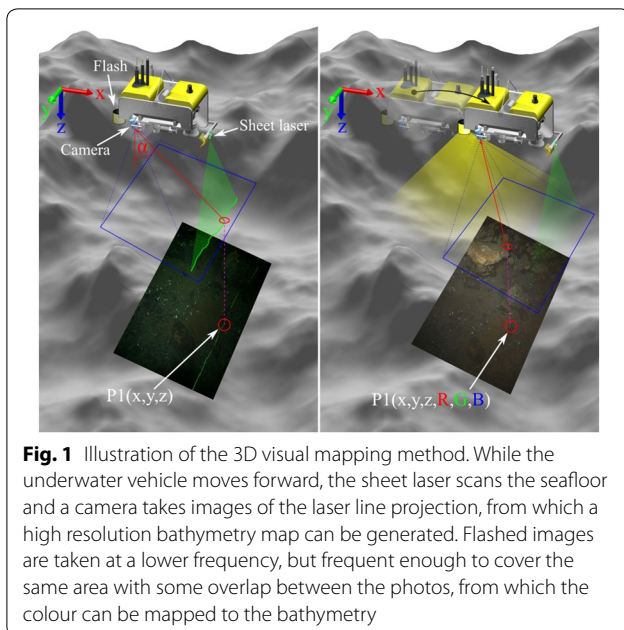 Flash
x
y
z
Camera
α
Sheet laser
P1(x,y,z)
x
y
z
P1(x,y,z,R,G,B)
Fig. 1 Illustration of the 3D visual mapping method. While the
underwater vehicle moves forward, the sheet laser scans the seafloor
and a camera takes images of the laser line projection, from which a
high resolution bathymetry map can be generated. Flashed images
are taken at a lower frequency, but frequent enough to cover the
same area with some overlap between the photos, from which the
colour can be mapped to the bathymetry